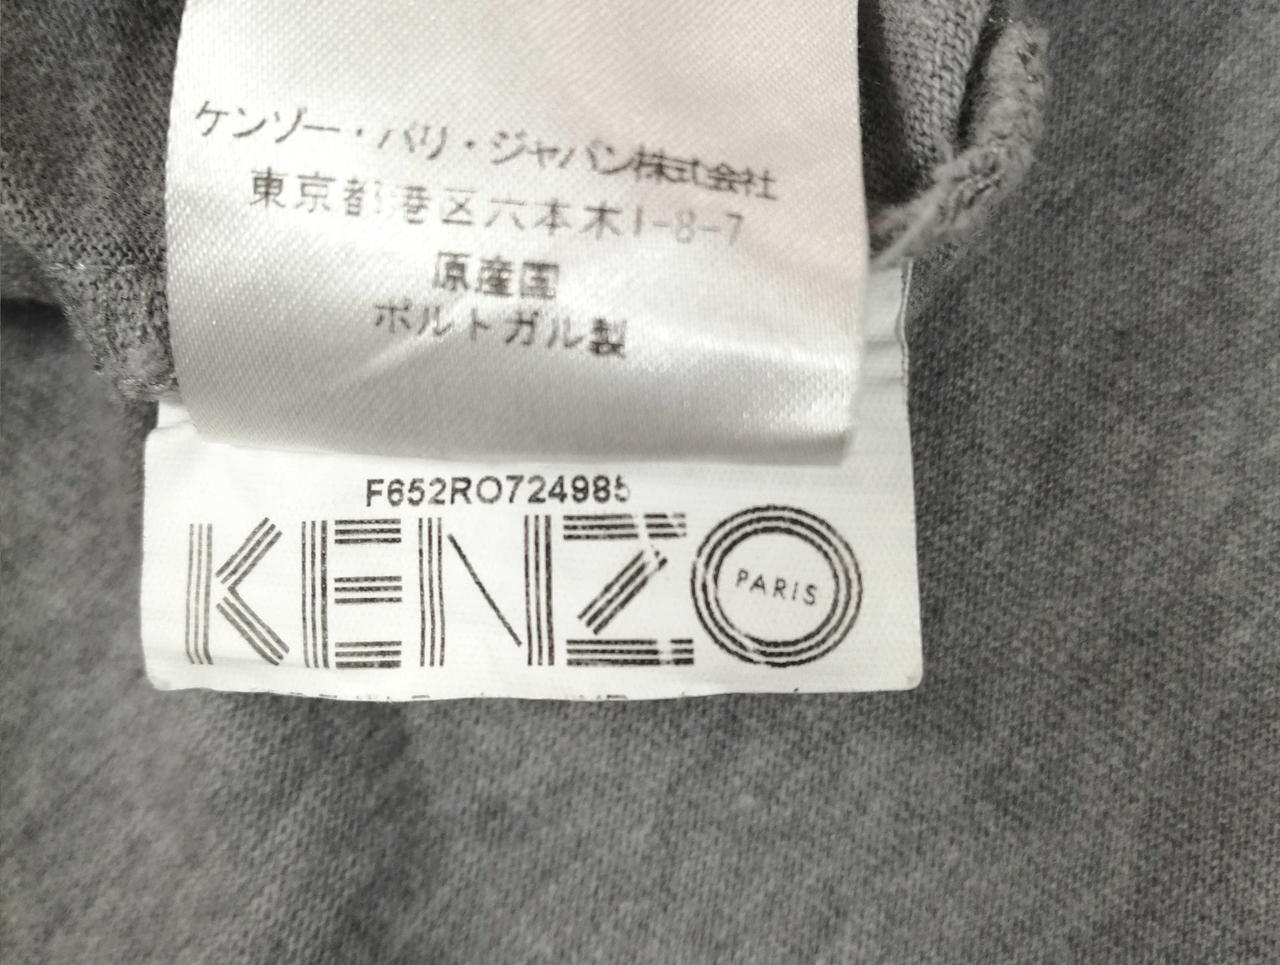 ケンゾー・パリ・ジャパン株式会社
東京都港区六本木1-8-7
原産国
ポルトガル製
F652RO724985
KENZO
PARIS